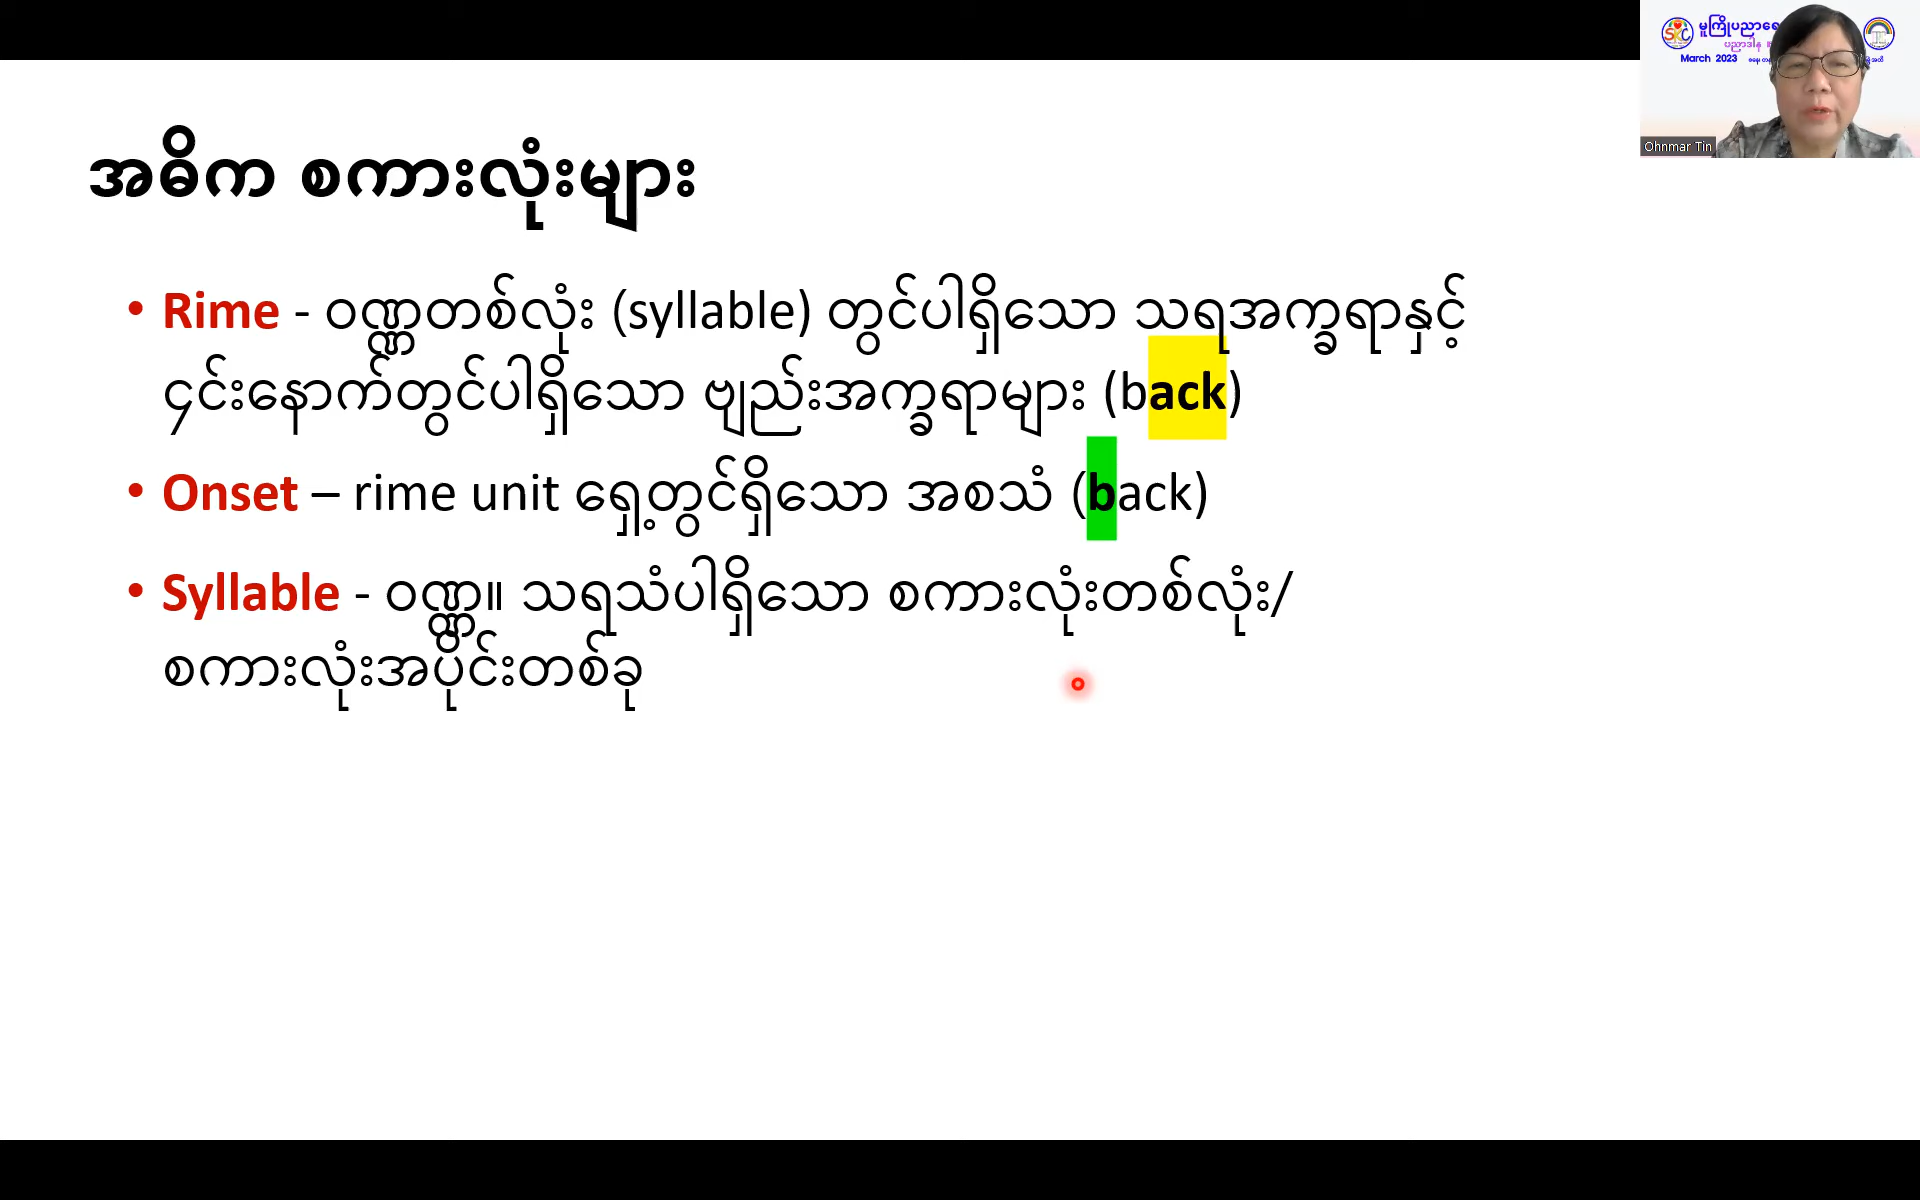 March 2023
Ohnmar Tin
အဓိက စကားလုံးများ
• Rime - ဝဏ္ဏတစ်လုံး (syllable) တွင်ပါရှိသော သရအက္ခရာနှင့်
၄င်းနောက်တွင်ပါရှိသော ဗျည်းအက္ခရာများ (back)
• Onset – rime unit ရှေ့တွင်ရှိသော အစသံ (back)
• Syllable - ဝဏ္ဏ။ သရသံပါရှိသော စကားလုံးတစ်လုံး/
စကားလုံးအပိုင်းတစ်ခု